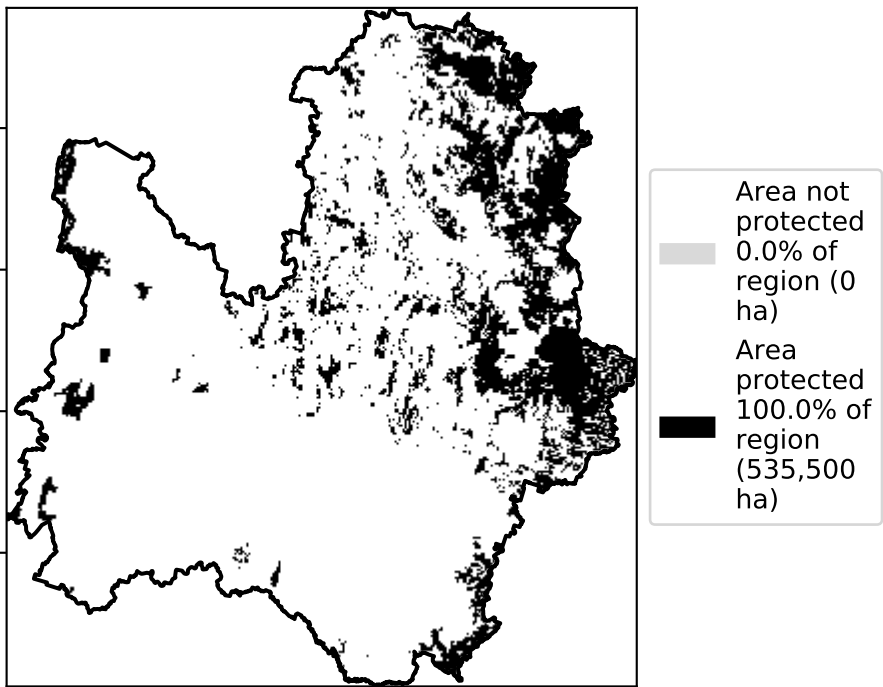 Area not
protected
0.0% of
region (0
ha)
Area
protected
100.0% of
region
(535,500
ha)